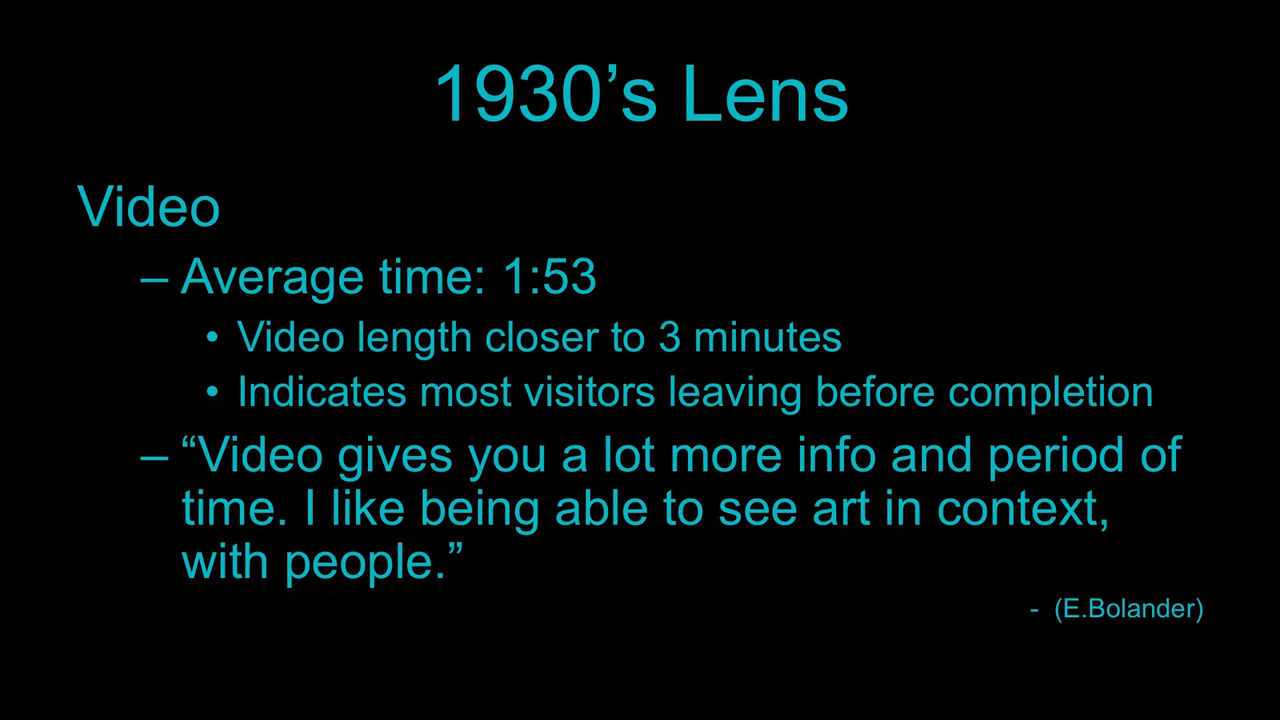 1930’s Lens
Video
– Average time: 1:53
• Video length closer to 3 minutes
• Indicates most visitors leaving before completion
– “Video gives you a lot more info and period of
time. I like being able to see art in context,
with people.”
- (E.Bolander)